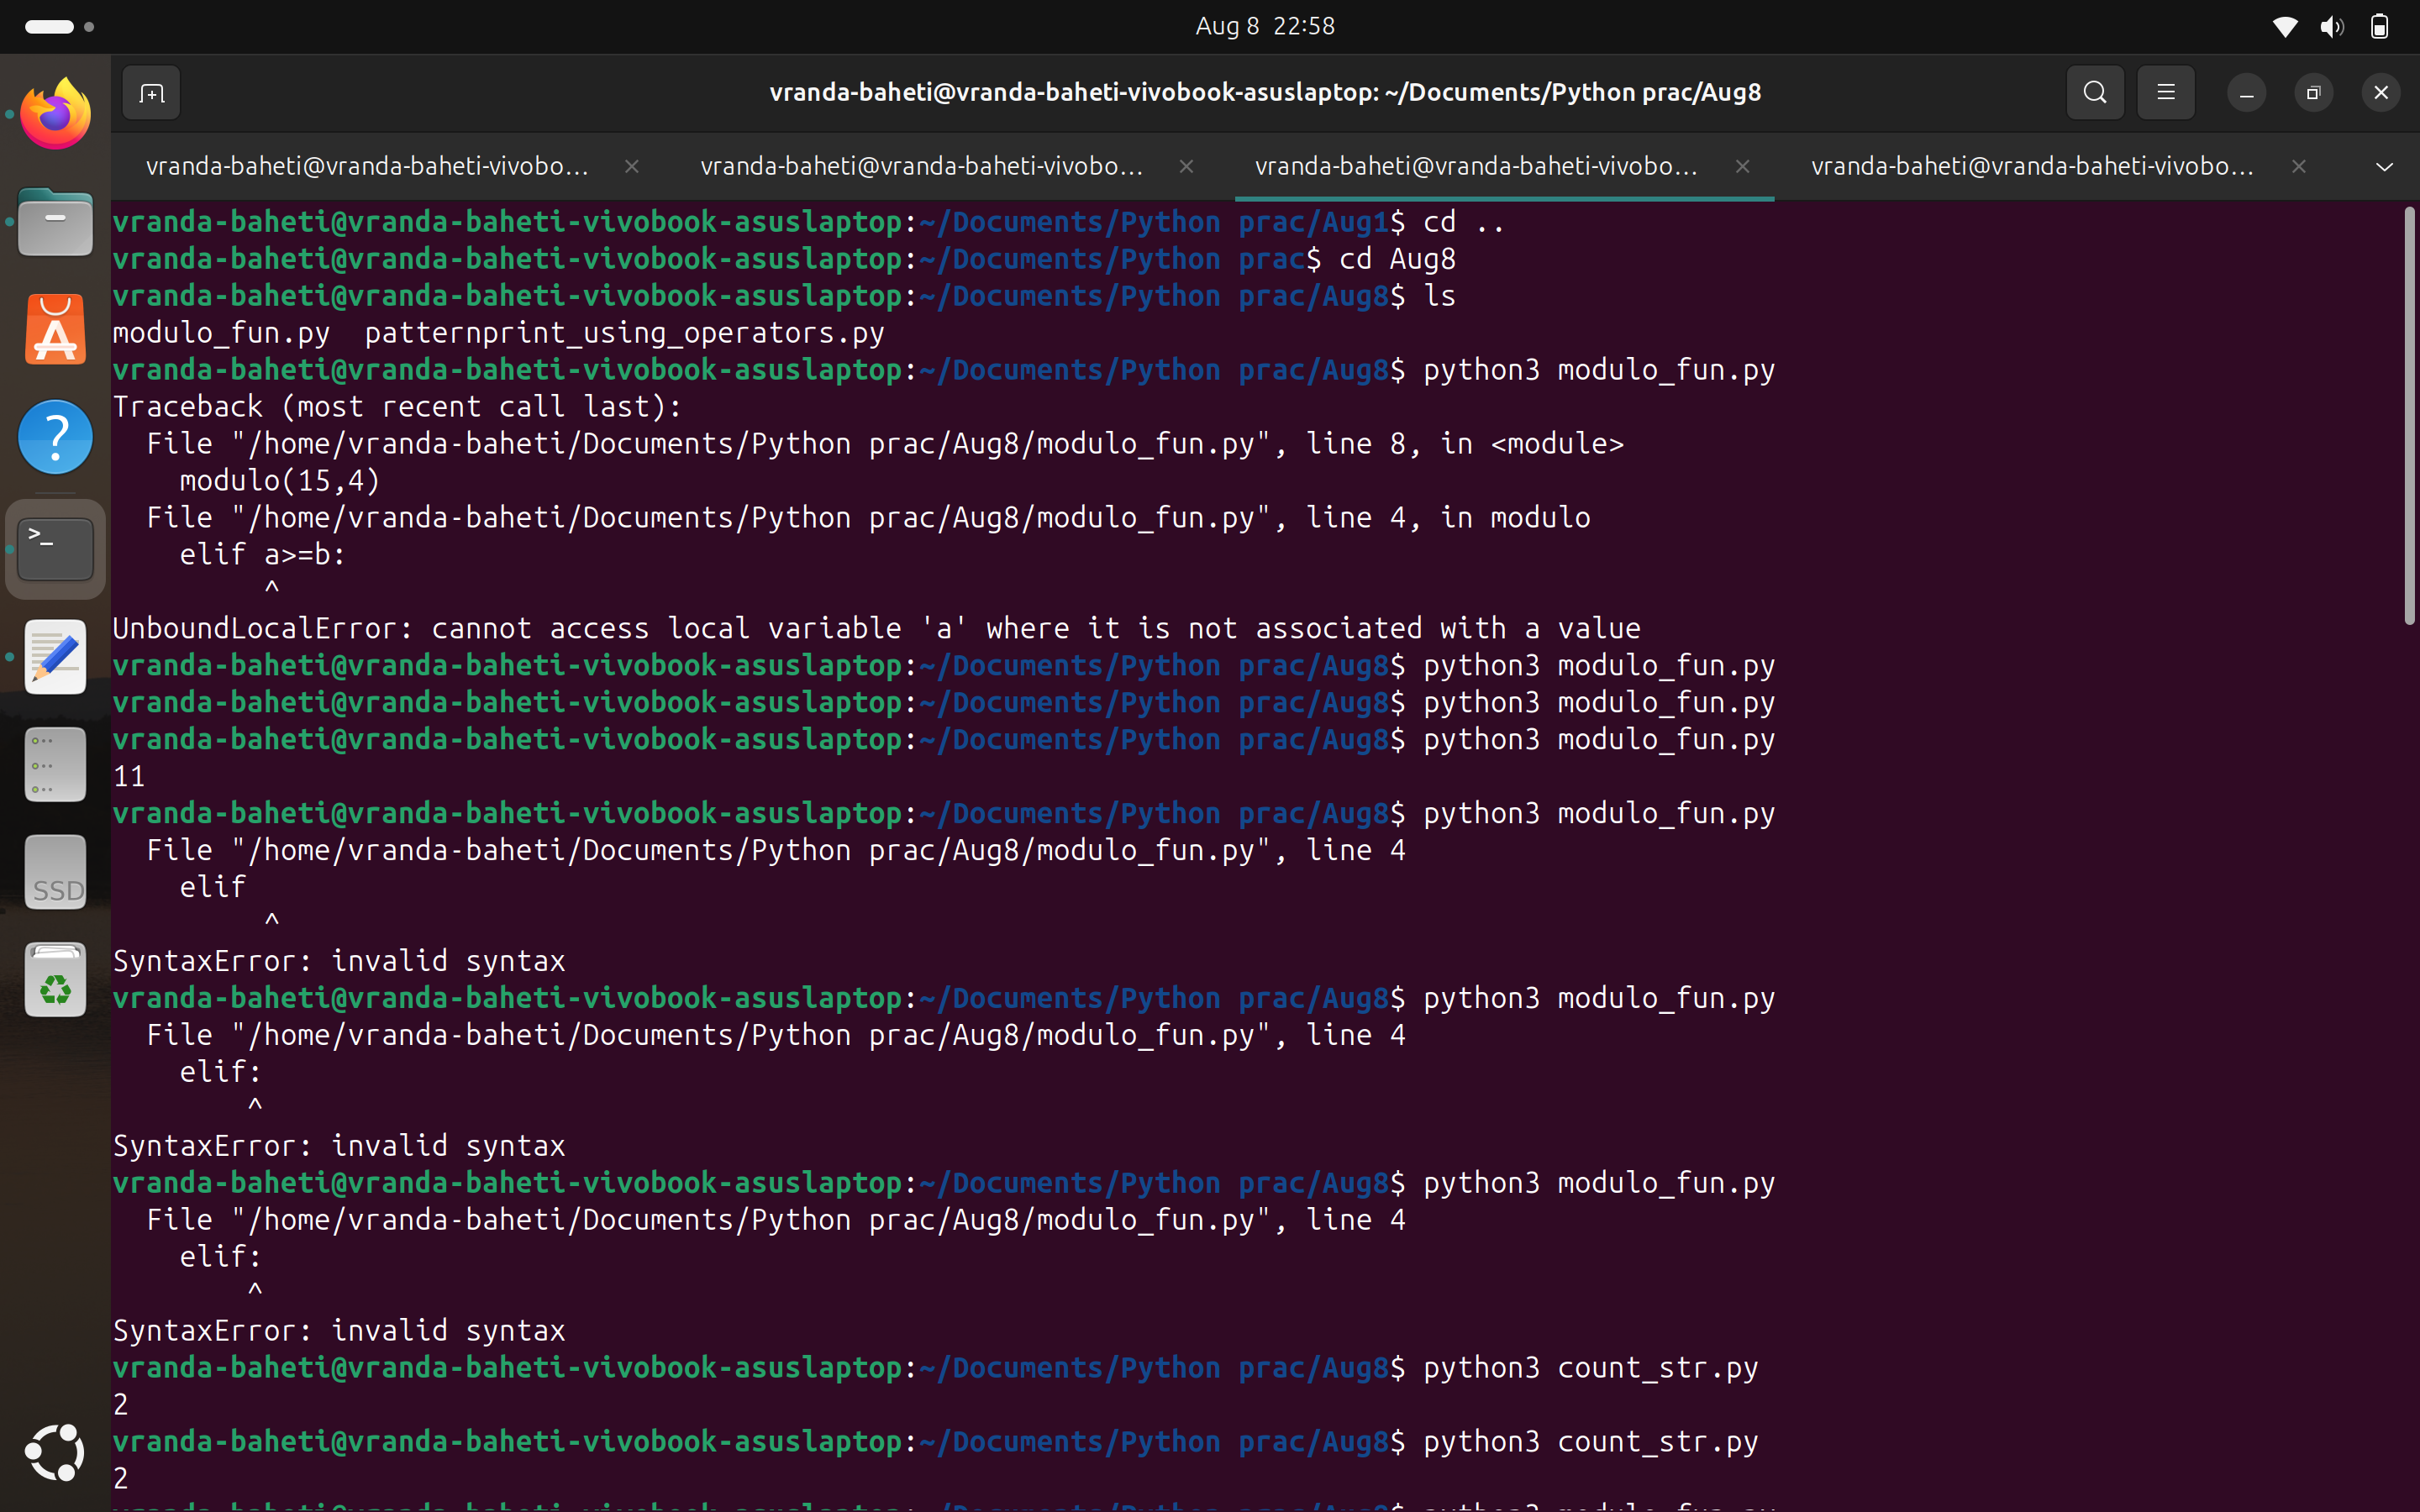 Aug 8 22:58
vranda-baheti@vranda-baheti-vivobook-asuslaptop: ~/Documents/Python prac/Aug8
vranda-baheti@vranda-baheti-vivobo...
vranda-baheti@vranda-baheti-vivobo...
vranda-baheti@vranda-baheti-vivobo...
vranda-baheti@vranda-baheti-vivobo...
vranda-baheti@vranda-baheti-vivobook-asuslaptop:~/Documents/Python prac/Aug1$ cd ..
vranda-baheti@vranda-baheti-vivobook-asuslaptop:~/Documents/Python prac$ cd Aug8
vranda-baheti@vranda-baheti-vivobook-asuslaptop:~/Documents/Python prac/Aug8$ ls
modulo_fun.py  patternprint_using_operators.py
vranda-baheti@vranda-baheti-vivobook-asuslaptop:~/Documents/Python prac/Aug8$ python3 modulo_fun.py
Traceback (most recent call last):
  File "/home/vranda-baheti/Documents/Python prac/Aug8/modulo_fun.py", line 8, in <module>
    modulo(15,4)
  File "/home/vranda-baheti/Documents/Python prac/Aug8/modulo_fun.py", line 4, in modulo
    elif a>=b:
         ^
UnboundLocalError: cannot access local variable 'a' where it is not associated with a value
vranda-baheti@vranda-baheti-vivobook-asuslaptop:~/Documents/Python prac/Aug8$ python3 modulo_fun.py
vranda-baheti@vranda-baheti-vivobook-asuslaptop:~/Documents/Python prac/Aug8$ python3 modulo_fun.py
vranda-baheti@vranda-baheti-vivobook-asuslaptop:~/Documents/Python prac/Aug8$ python3 modulo_fun.py
11
vranda-baheti@vranda-baheti-vivobook-asuslaptop:~/Documents/Python prac/Aug8$ python3 modulo_fun.py
  File "/home/vranda-baheti/Documents/Python prac/Aug8/modulo_fun.py", line 4
    elif
         ^
SyntaxError: invalid syntax
vranda-baheti@vranda-baheti-vivobook-asuslaptop:~/Documents/Python prac/Aug8$ python3 modulo_fun.py
  File "/home/vranda-baheti/Documents/Python prac/Aug8/modulo_fun.py", line 4
    elif:
        ^
SyntaxError: invalid syntax
vranda-baheti@vranda-baheti-vivobook-asuslaptop:~/Documents/Python prac/Aug8$ python3 modulo_fun.py
  File "/home/vranda-baheti/Documents/Python prac/Aug8/modulo_fun.py", line 4
    elif:
        ^
SyntaxError: invalid syntax
vranda-baheti@vranda-baheti-vivobook-asuslaptop:~/Documents/Python prac/Aug8$ python3 count_str.py
2
vranda-baheti@vranda-baheti-vivobook-asuslaptop:~/Documents/Python prac/Aug8$ python3 count_str.py
2
SSD